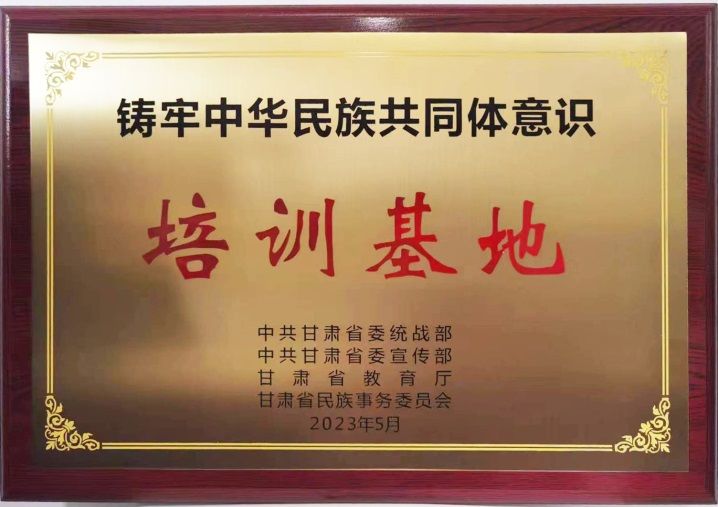 铸牢中华民族共同体意识
培训基地
中共甘肃省委统战部
中共甘肃省委宣传部
甘肃省教育厅
甘肃省民族事务委员会
2023年5月